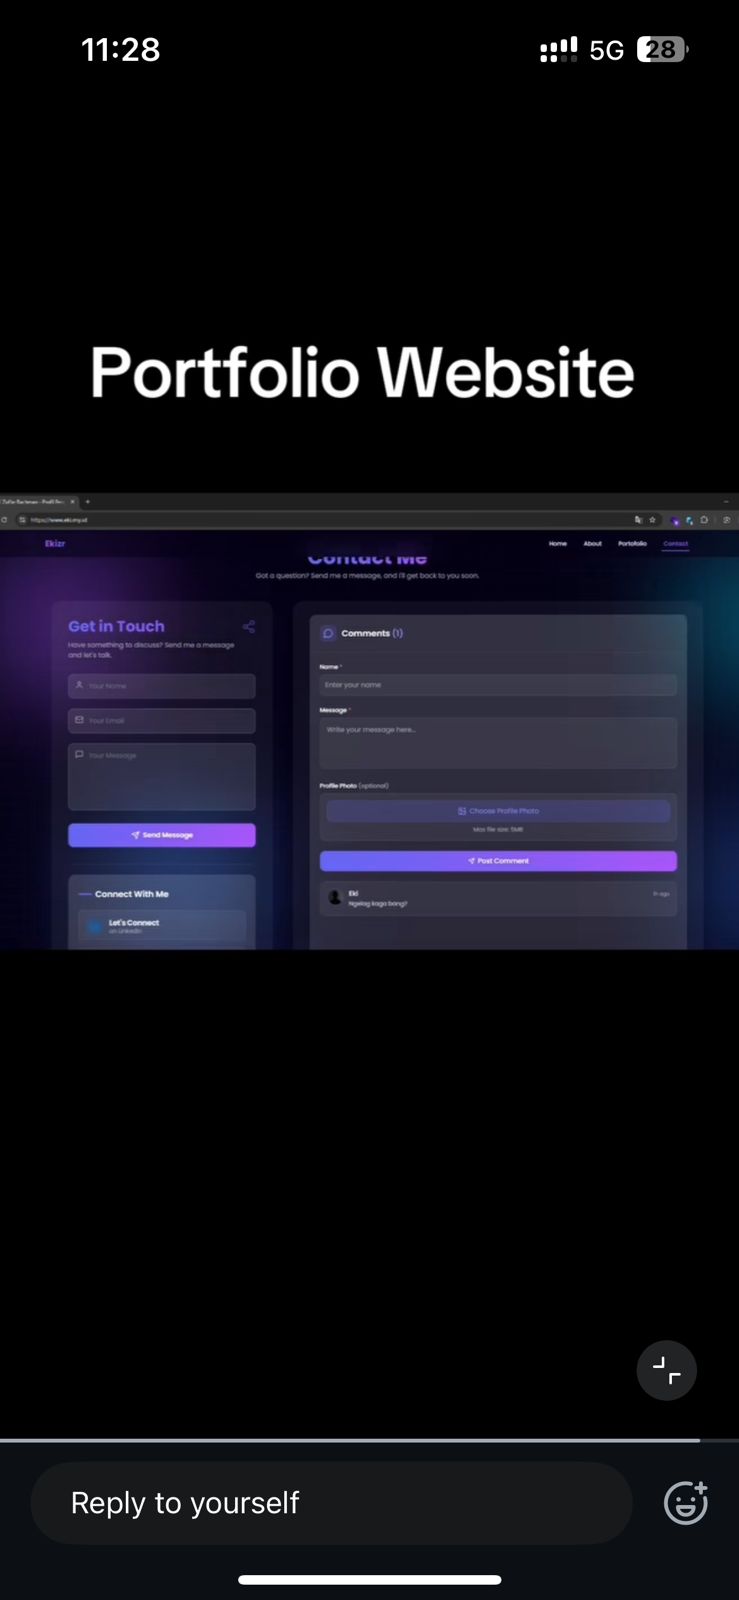 11:28
5G
28
Portfolio Website
https://www.eki.my.id
Ekizr
Home
About
Portofolio
Contact
Contact Me
Got a question? Send me a message, and I'll get back to you soon.
Get in Touch
Have something to discuss? Send me a message
and let's talk.
Your Name
Your Email
Your Message
Send Message
Connect With Me
Let's Connect
on LinkedIn
Comments (1)
Name *
Enter your name
Message *
Write your message here...
Profile Photo (optional)
Choose Profile Photo
Max file size: 5MB
Post Comment
Eki
1h ago
Ngelag kaga bang?
Reply to yourself